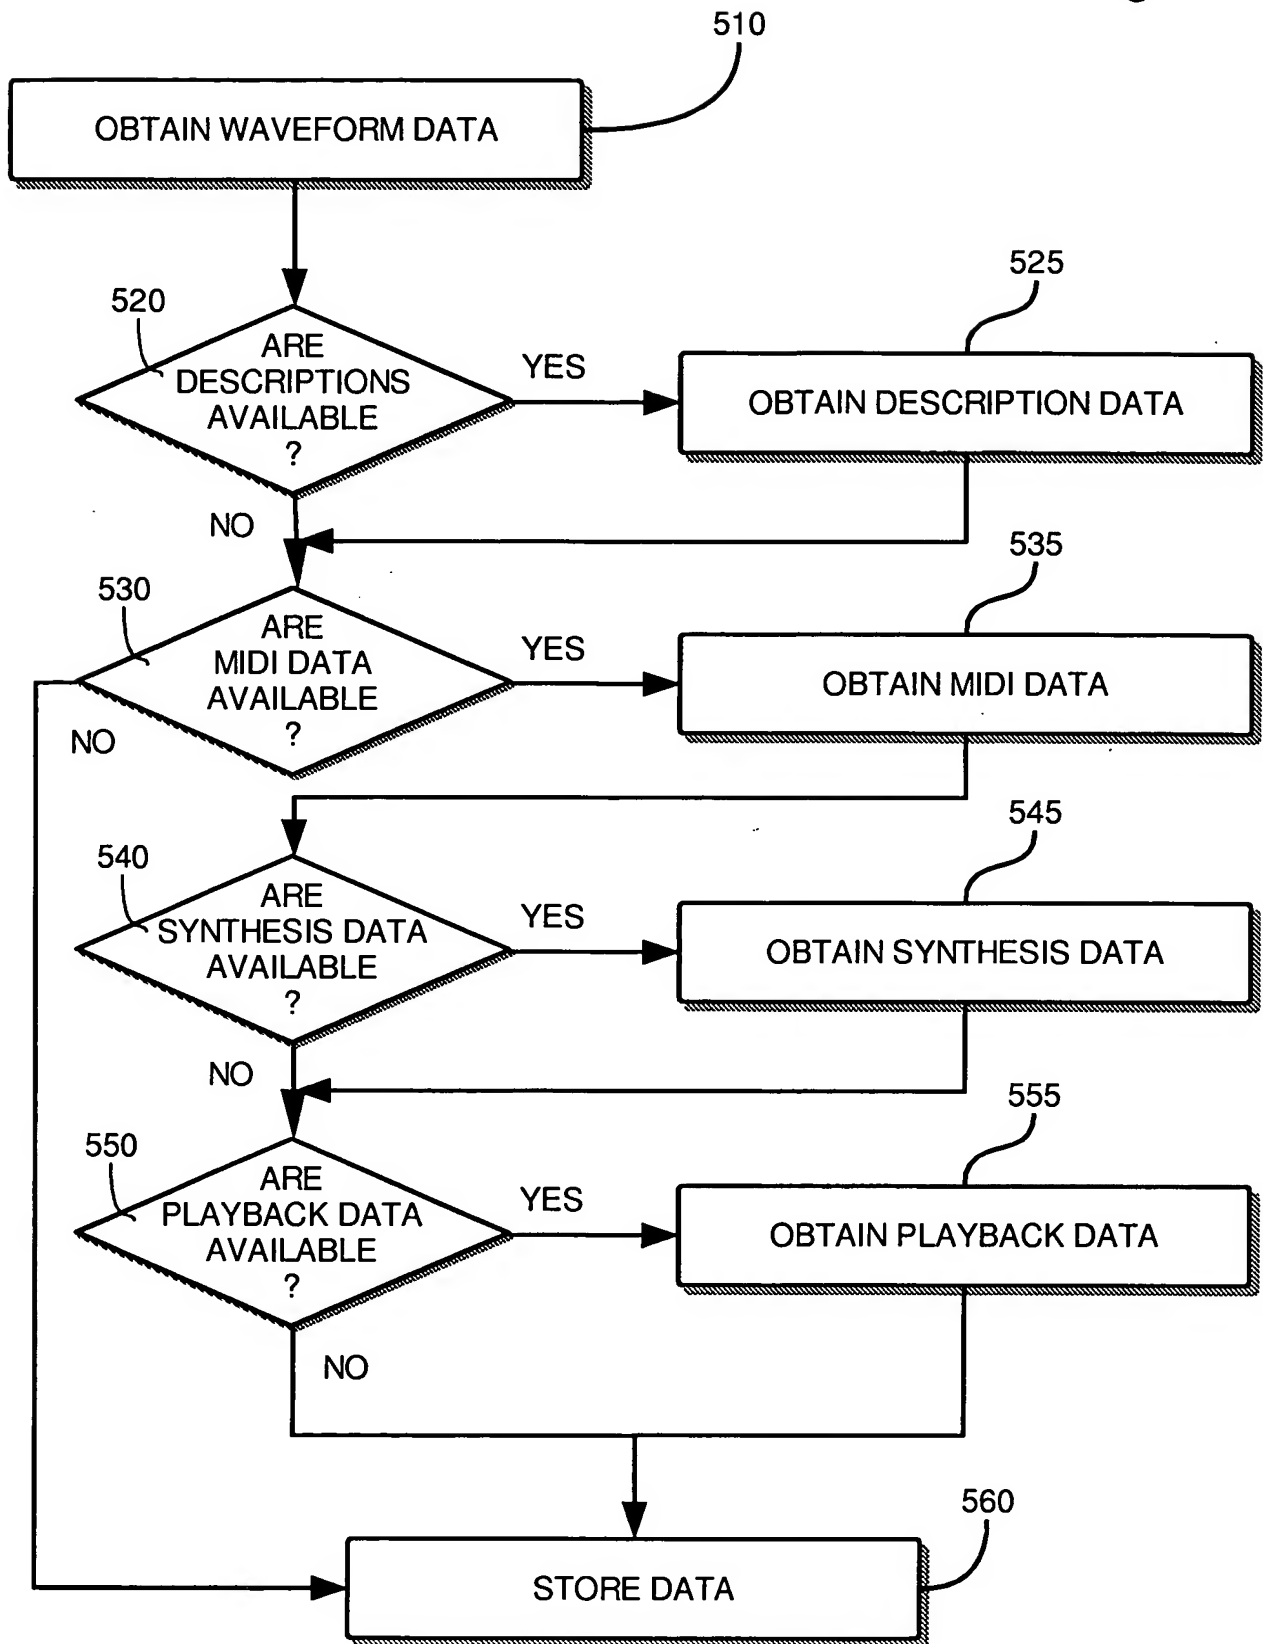 510
OBTAIN WAVEFORM DATA
525
520
ARE
DESCRIPTIONS
AVAILABLE
?
YES
OBTAIN DESCRIPTION DATA
NO
535
530
ARE
MIDI DATA
AVAILABLE
?
YES
OBTAIN MIDI DATA
NO
545
540
ARE
SYNTHESIS DATA
AVAILABLE
?
YES
OBTAIN SYNTHESIS DATA
NO
555
550
ARE
PLAYBACK DATA
AVAILABLE
?
YES
OBTAIN PLAYBACK DATA
NO
560
STORE DATA